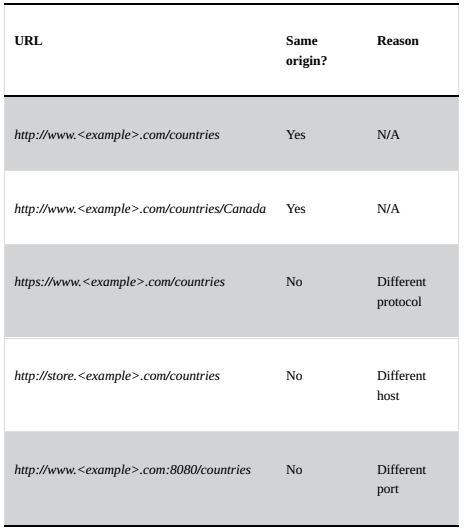 URL Same Reason
origin?
http://www.<example>.com/countries Yes N/A
http://www.<example>.com/countries/Canada Yes N/A
https://www.<example>.com/countries No Different
protocol
http://store.<example>.com/countries No Different
host
http://www.<example>.com:8080/countries No Different
port